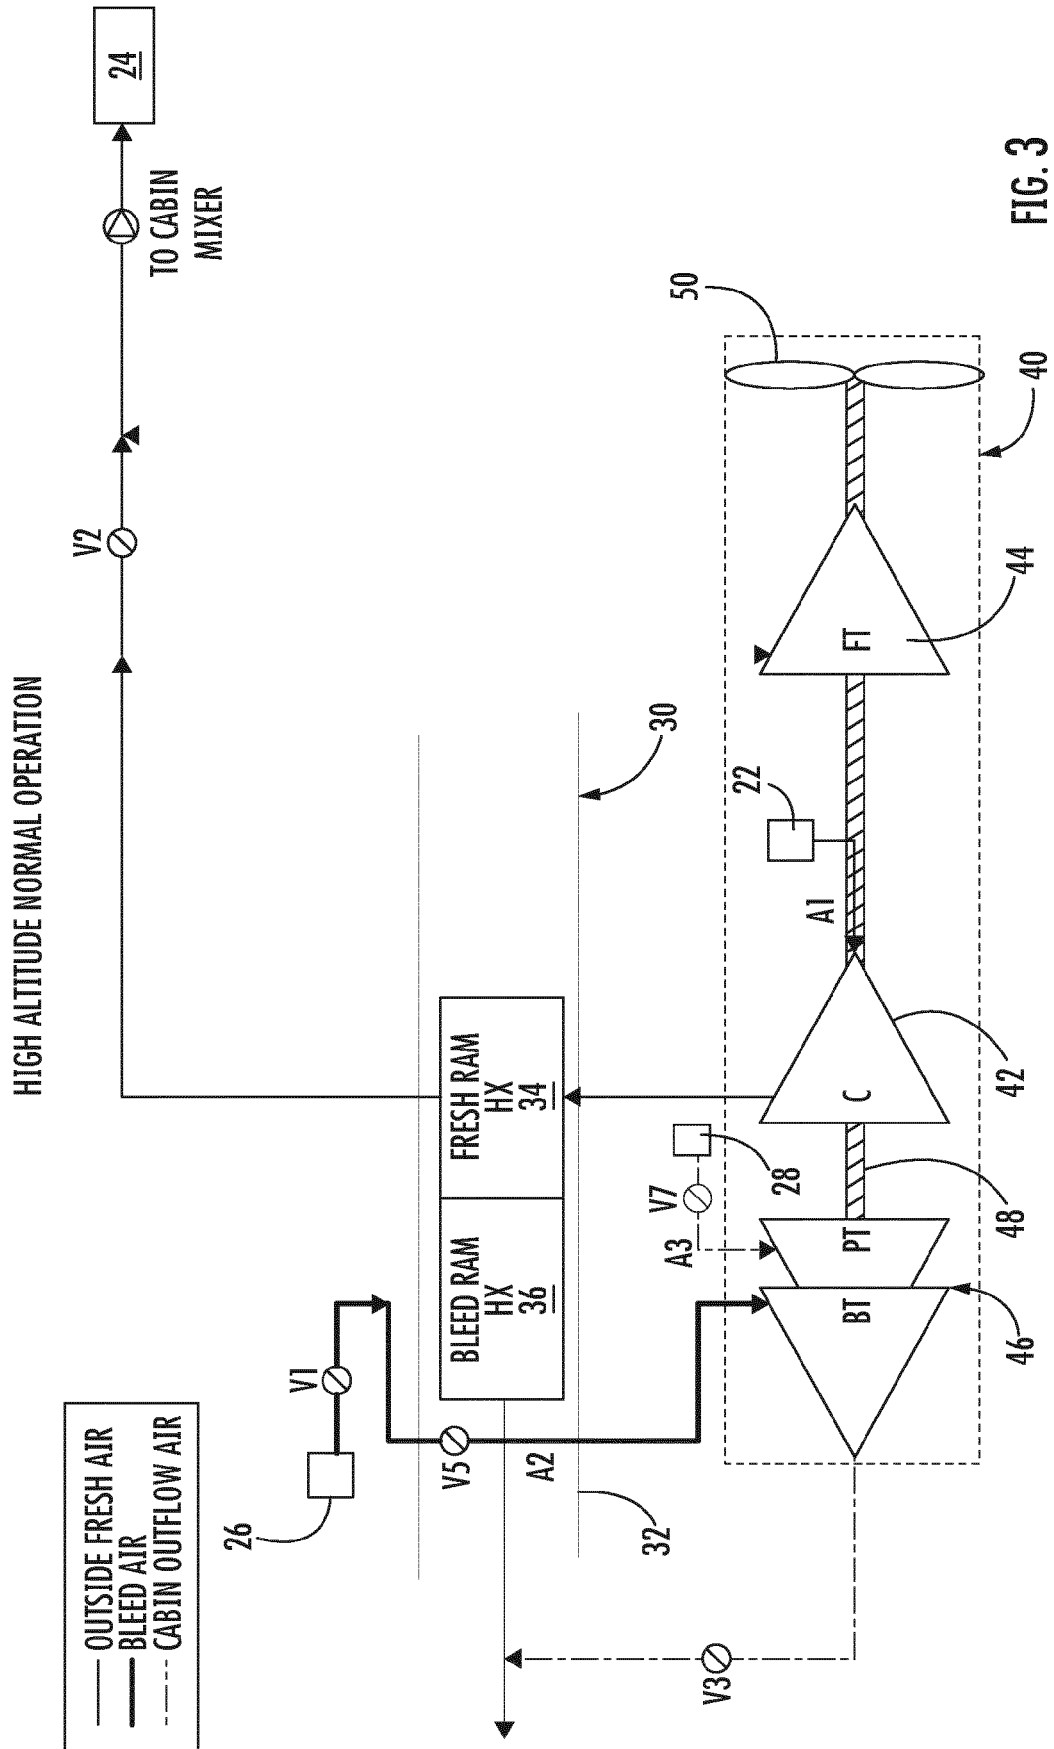 HIGH ALTITUDE NORMAL OPERATION
OUTSIDE FRESH AIR
BLEED AIR
CABIN OUTFLOW AIR
V2
24
TO CABIN
MIXER
26
V1
V5
A2
BLEED RAM
HX
36
FRESH RAM
HX
34
30
32
V3
A3
V7
28
22
A1
BT
PT
C
FT
46
48
42
44
50
40
FIG. 3